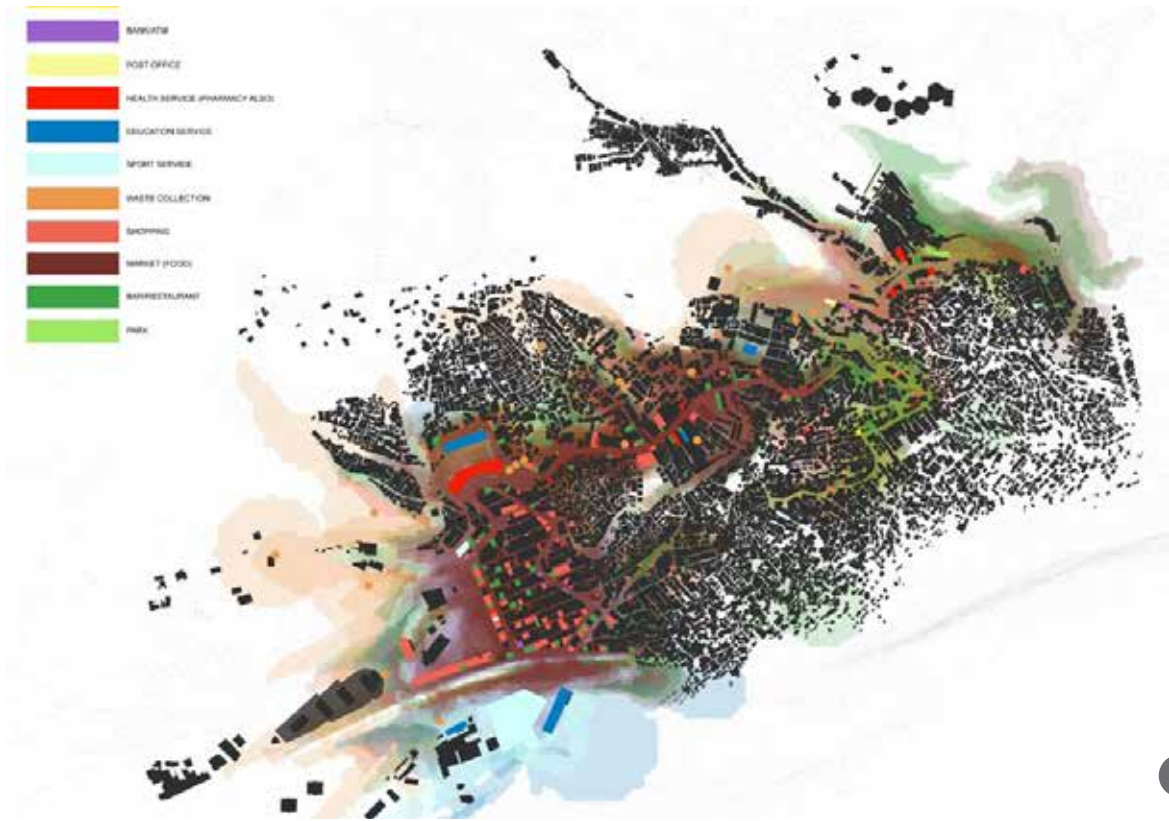 BANK/ATM
POST OFFICE
HEALTH SERVICE (PHARMACY ALSO)
EDUCATION SERVICE
SPORT SERVICE
WASTE COLLECTION
SHOPPING
MARKET (FOOD)
BAR/RESTAURANT
PARK